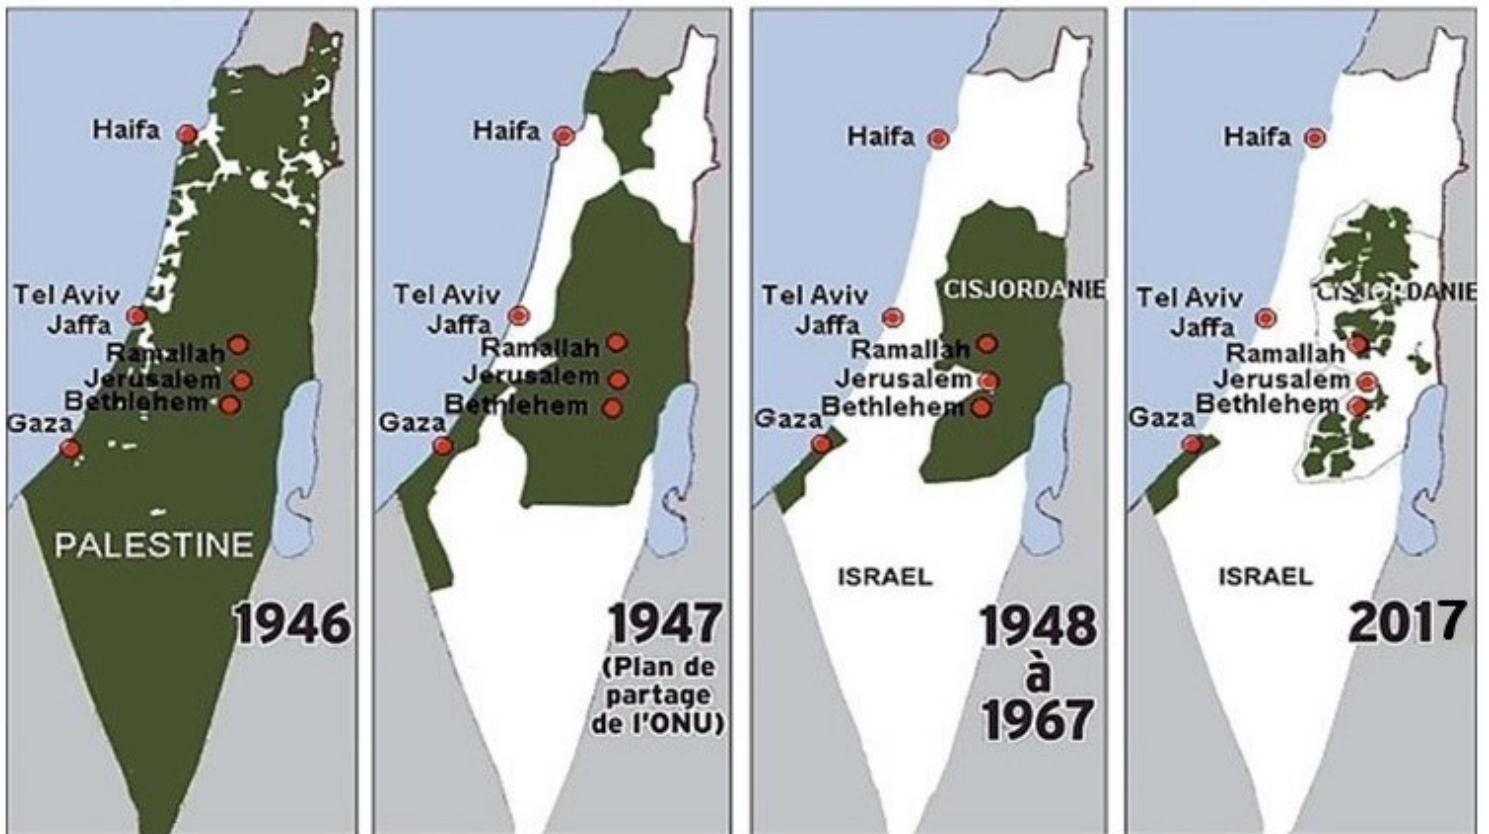 Haifa
Tel Aviv
Jaffa
Ramallah
Jerusalem
Bethlehem
Gaza
PALESTINE
1946
Haifa
Tel Aviv
Jaffa
Ramallah
Jerusalem
Bethlehem
Gaza
1947
(Plan de
partage
de l'ONU)
Haifa
CISJORDANIE
Tel Aviv
Jaffa
Ramallah
Jerusalem
Bethlehem
Gaza
ISRAEL
1948
à
1967
Haifa
CISJORDANIE
Tel Aviv
Jaffa
Ramallah
Jerusalem
Bethlehem
Gaza
ISRAEL
2017